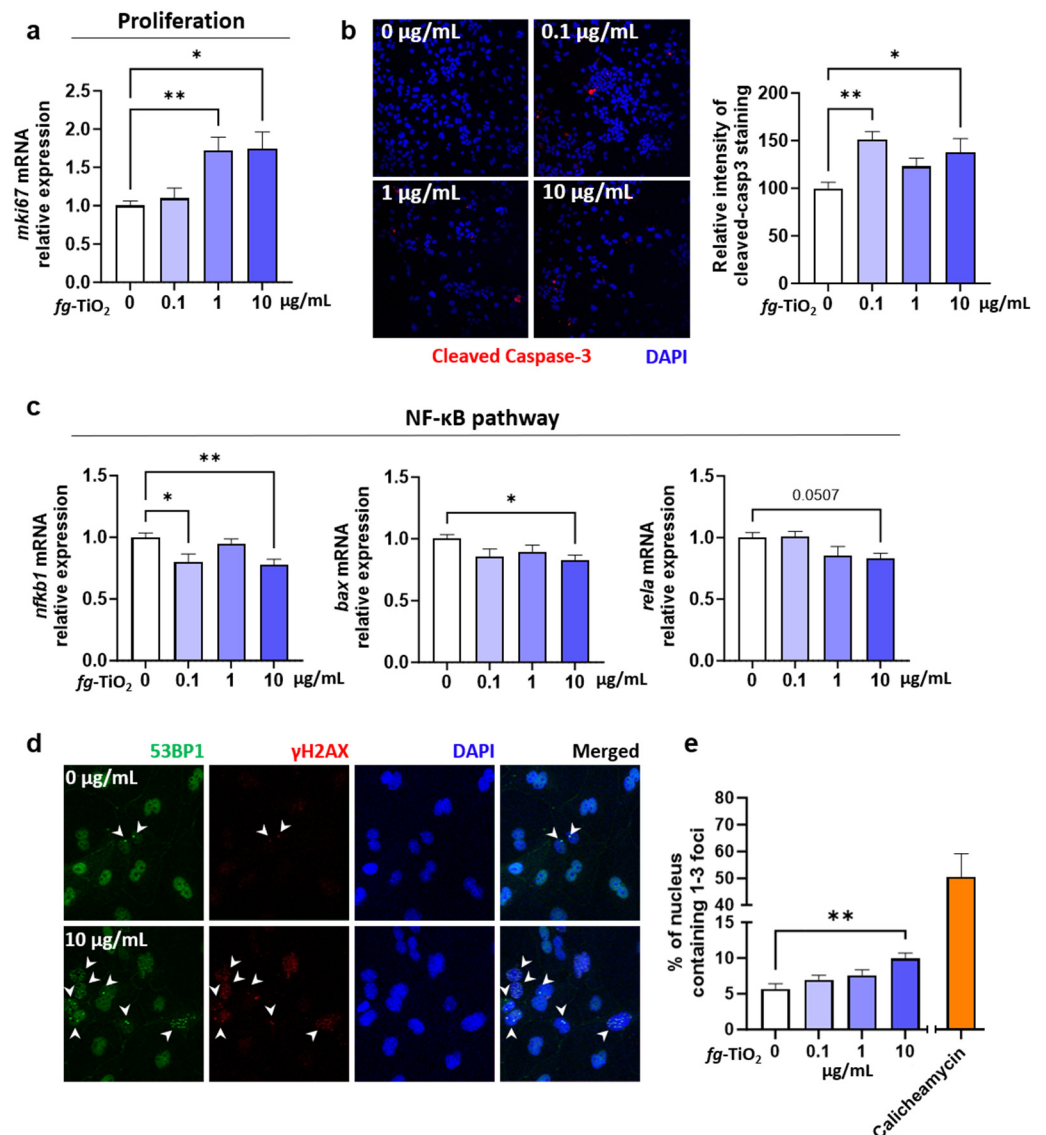 a
Proliferation
mki67 mRNA
relative expression
2.5
2.0
1.5
1.0
0.5
0.0
*
**
fg-TiO₂ 0 0.1 1 10 µg/mL
b
0 µg/mL
0.1 µg/mL
1 µg/mL
10 µg/mL
Cleaved Caspase-3 DAPI
Relative intensity of
cleaved-casp3 staining
200
150
100
50
0
*
**
fg-TiO₂ 0 0.1 1 10 µg/mL
c
NF-κB pathway
nfkb1 mRNA
relative expression
1.5
1.0
0.5
0.0
**
*
fg-TiO₂ 0 0.1 1 10 µg/mL
bax mRNA
relative expression
1.5
1.0
0.5
0.0
*
0 0.1 1 10 µg/mL
rela mRNA
relative expression
1.5
1.0
0.5
0.0
0.0507
0 0.1 1 10 µg/mL
d
53BP1 γH2AX DAPI Merged
0 µg/mL
10 µg/mL
e
% of nucleus
containing 1-3 foci
80
70
60
50
40
15
10
5
0
**
fg-TiO₂ 0 0.1 1 10
µg/mL
Calicheamycin